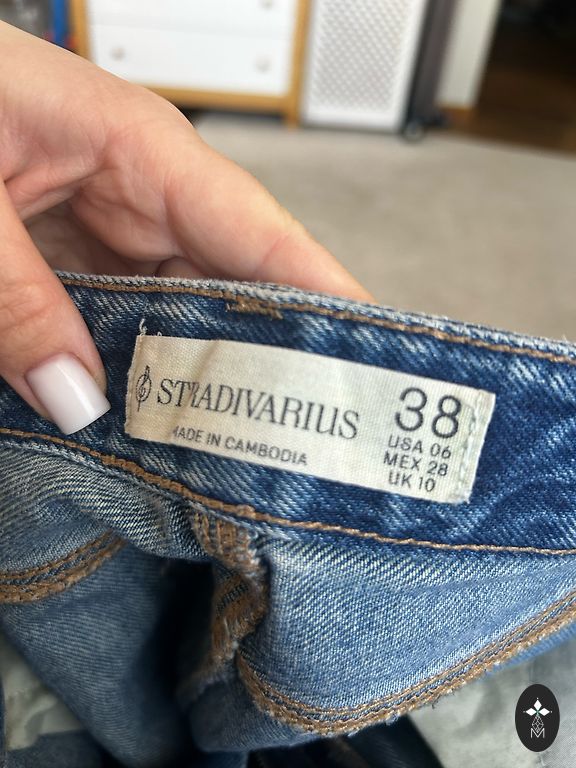 STRADIVARIUS
MADE IN CAMBODIA
38
USA 06
MEX 28
UK 10
M